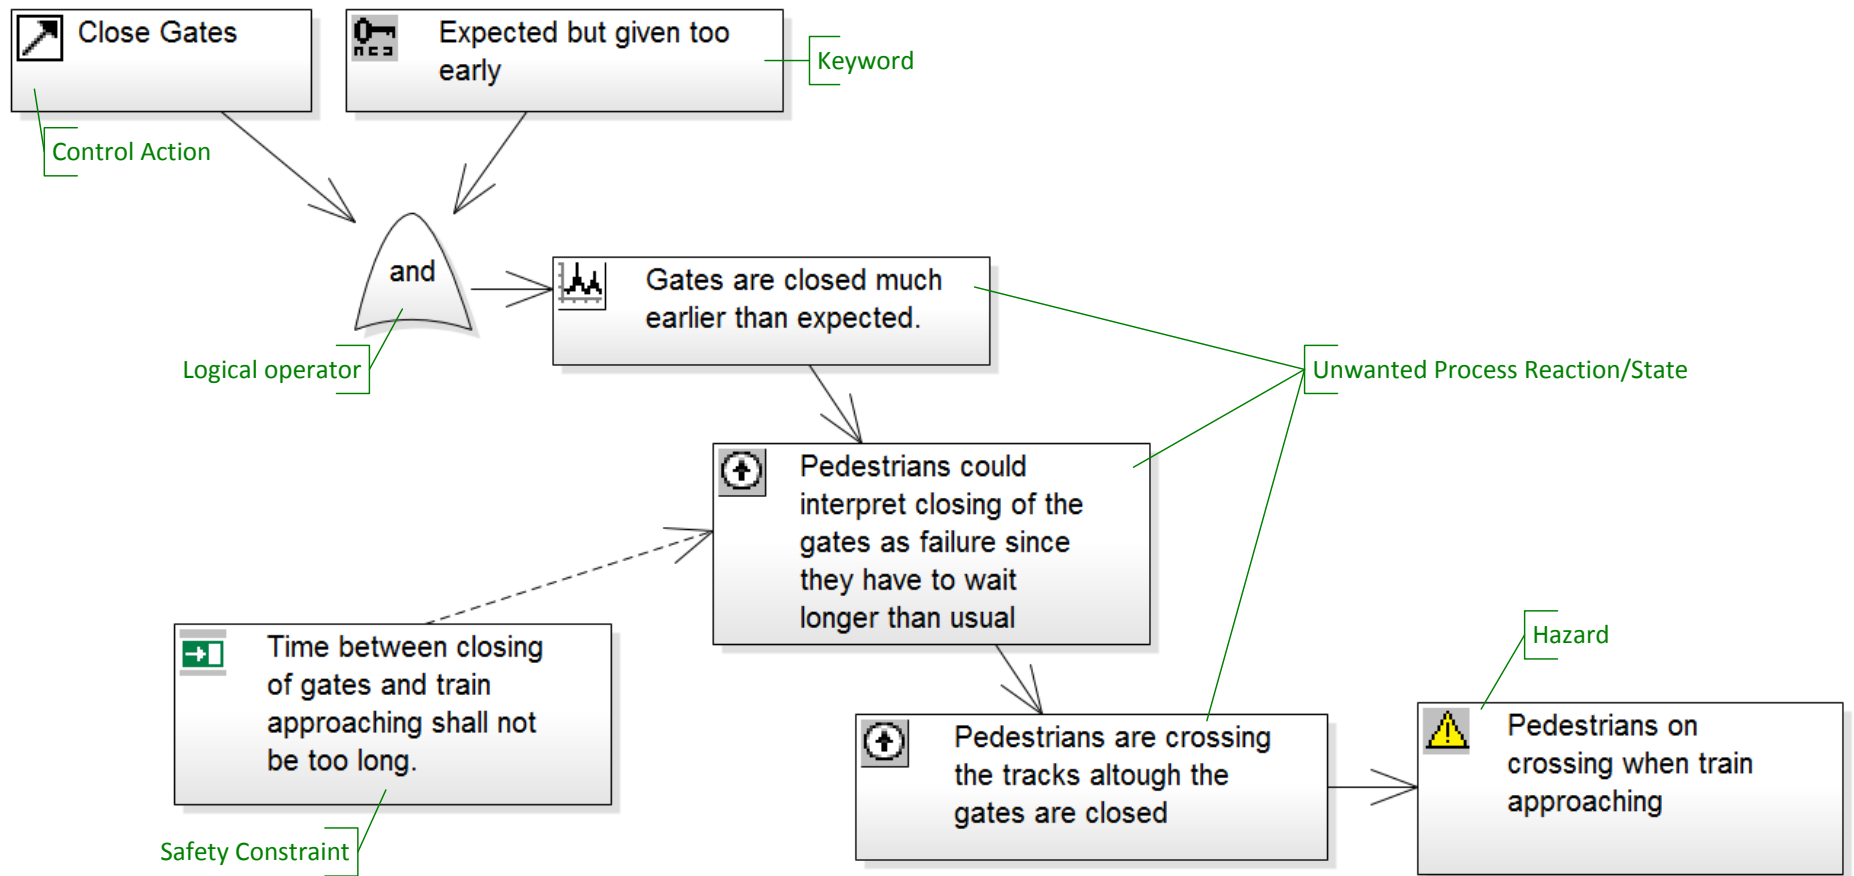 Close Gates
Expected but given too
early
Keyword
Control Action
and
Gates are closed much
earlier than expected.
Logical operator
Unwanted Process Reaction/State
Pedestrians could
interpret closing of the
gates as failure since
they have to wait
longer than usual
Time between closing
of gates and train
approaching shall not
be too long.
Hazard
Pedestrians are crossing
the tracks altough the
gates are closed
Pedestrians on
crossing when train
approaching
Safety Constraint